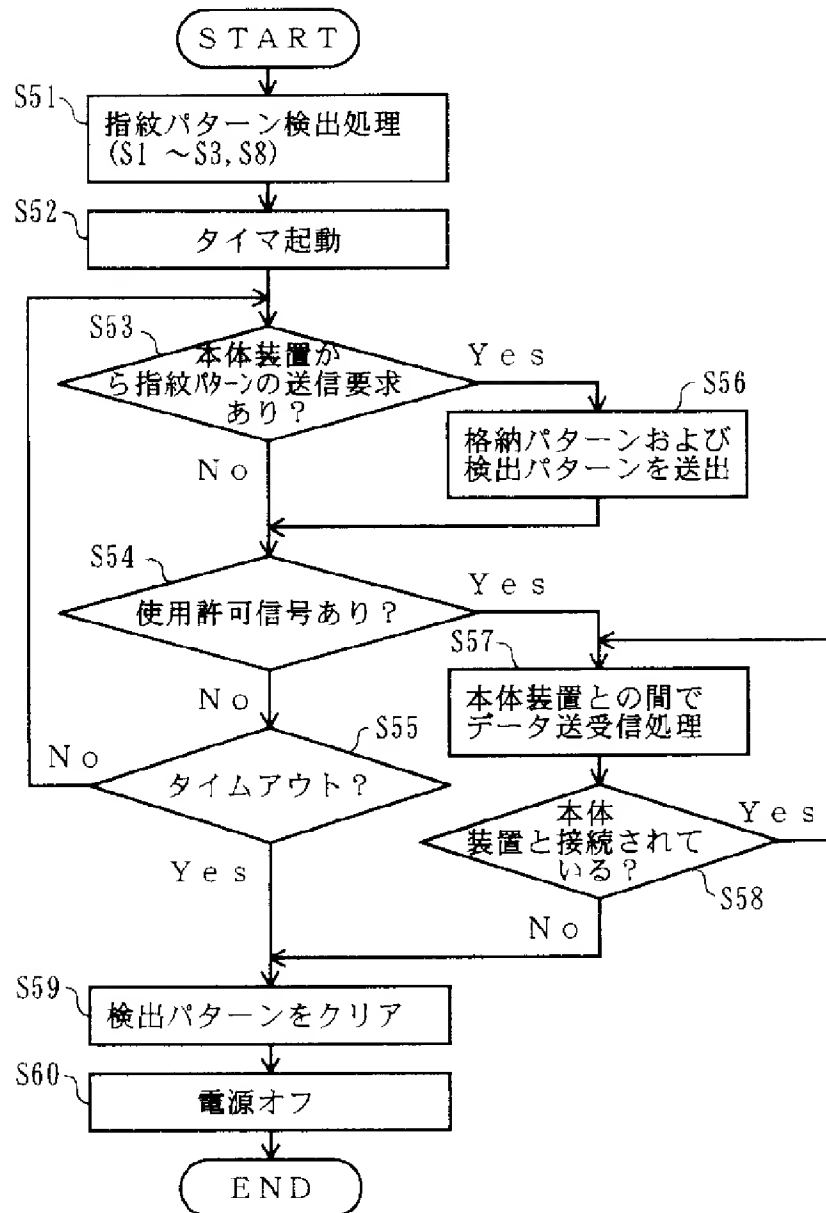 START
S51
指紋パターン検出処理
(S1 ～S3,S8)
S52
タイマ起動
S53
本体装置か
ら指紋パターンの送信要求
あり？
Yes
S56
格納パターンおよび
検出パターンを送出
No
S54
使用許可信号あり？
Yes
S57
本体装置との間で
データ送受信処理
No
S55
タイムアウト？
No
本体
装置と接続されて
いる？
Yes
S58
Yes
No
S59
検出パターンをクリア
S60
電源オフ
END